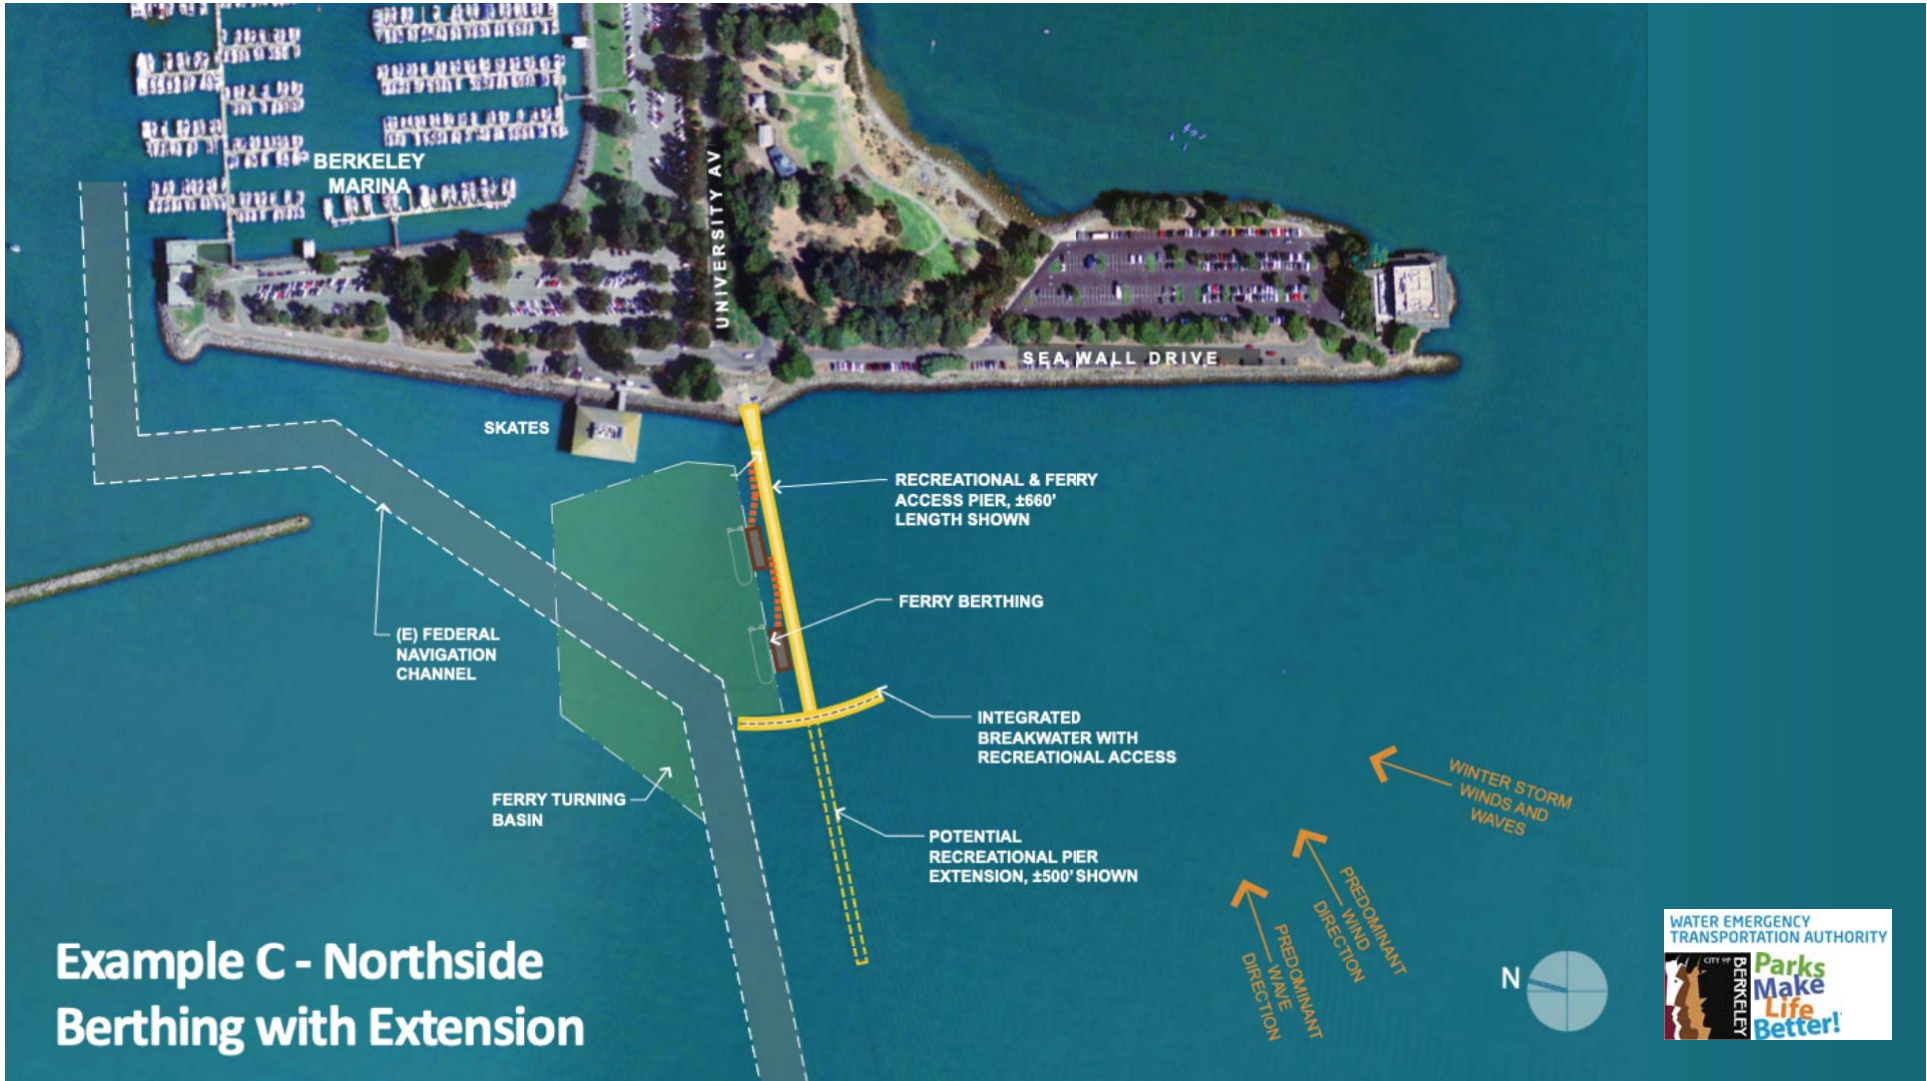 BERKELEY
MARINA
UNIVERSITY AV
SEA WALL DRIVE
SKATES
RECREATIONAL & FERRY
ACCESS PIER, ±660'
LENGTH SHOWN
FERRY BERTHING
(E) FEDERAL
NAVIGATION
CHANNEL
INTEGRATED
BREAKWATER WITH
RECREATIONAL ACCESS
FERRY TURNING
BASIN
POTENTIAL
RECREATIONAL PIER
EXTENSION, ±500' SHOWN
WINTER STORM
WINDS AND
WAVES
PREDOMINANT
WIND
DIRECTION
PREDOMINANT
WAVE
DIRECTION
N
Example C - Northside
Berthing with Extension
WATER EMERGENCY
TRANSPORTATION AUTHORITY
CITY OF
BERKELEY
Parks
Make
Life
Better!